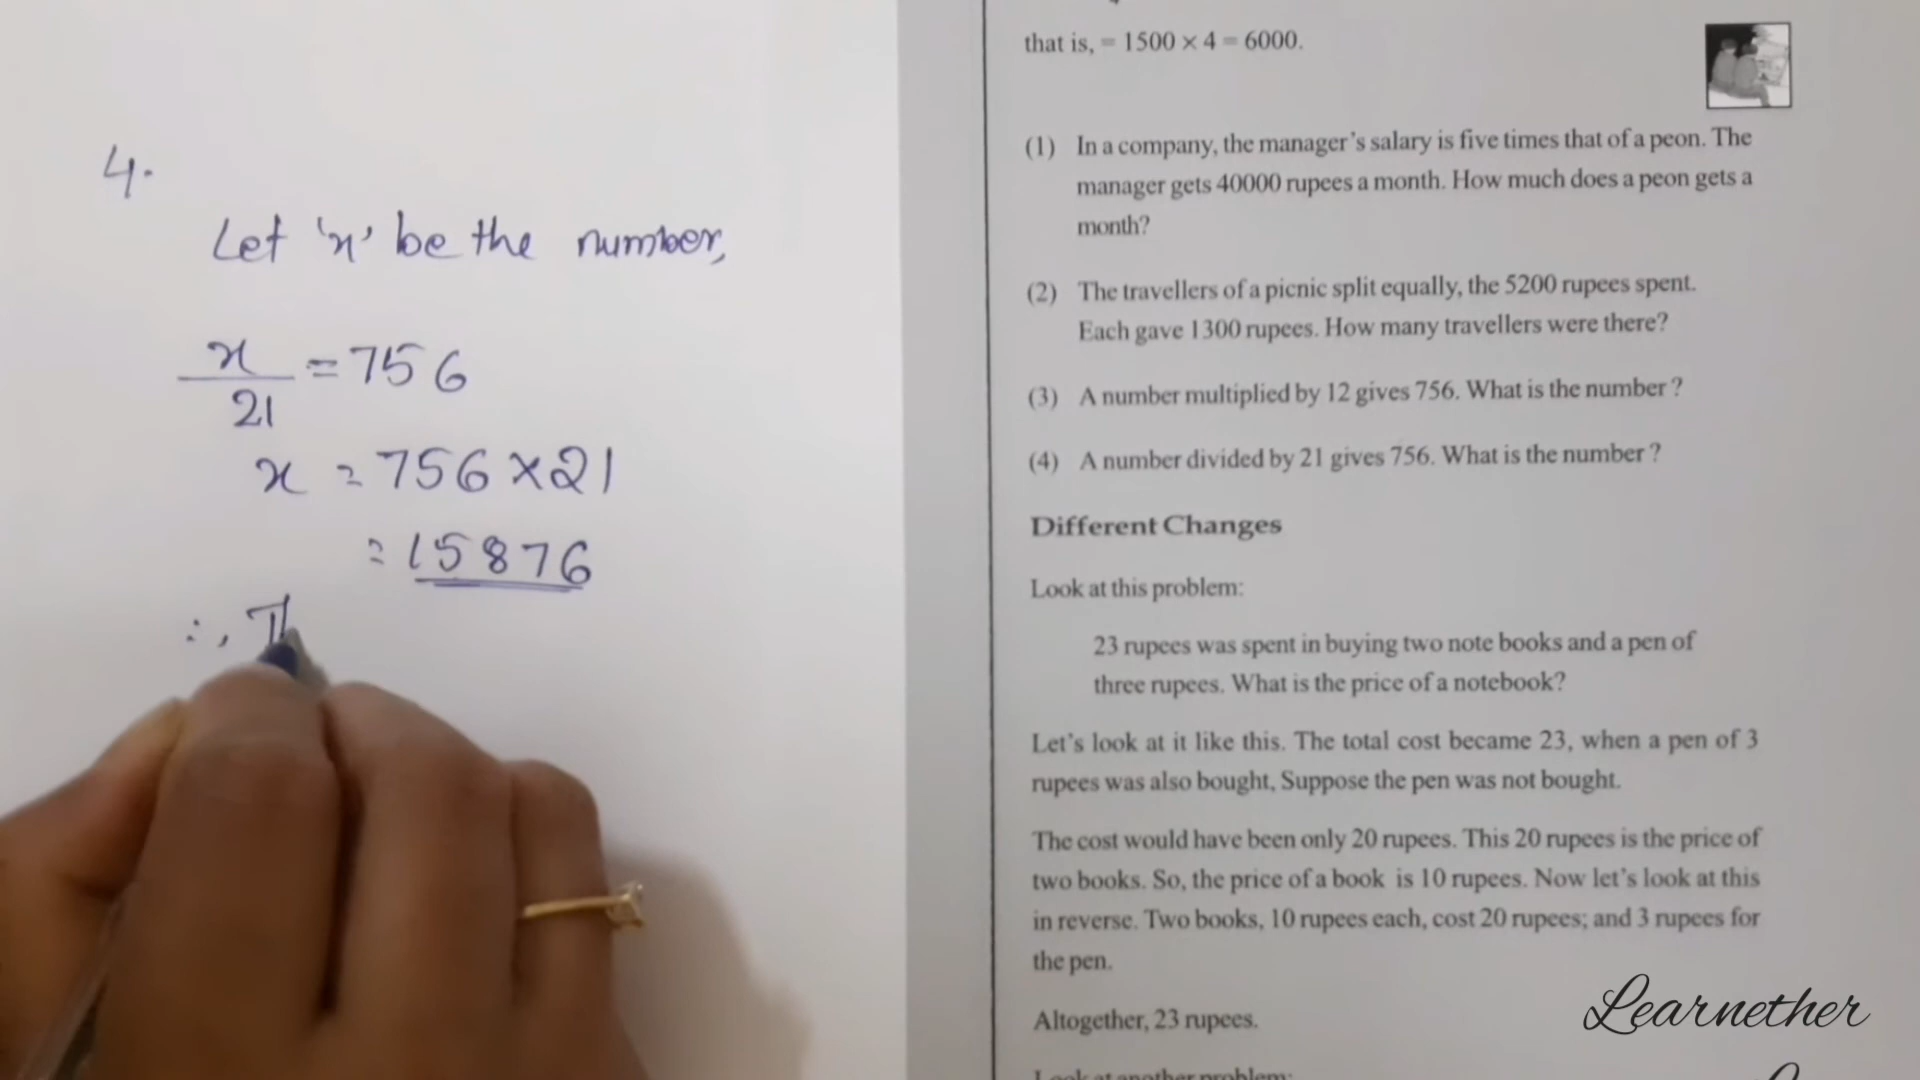 4.
Let 'x' be the number,
x/21 = 756
x = 756 × 21
= 15876
∴, Th
that is, = 1500 × 4 = 6000.
(1) In a company, the manager's salary is five times that of a peon. The
manager gets 40000 rupees a month. How much does a peon gets a
month?
(2) The travellers of a picnic split equally, the 5200 rupees spent.
Each gave 1300 rupees. How many travellers were there?
(3) A number multiplied by 12 gives 756. What is the number ?
(4) A number divided by 21 gives 756. What is the number ?
Different Changes
Look at this problem:
23 rupees was spent in buying two note books and a pen of
three rupees. What is the price of a notebook?
Let's look at it like this. The total cost became 23, when a pen of 3
rupees was also bought, Suppose the pen was not bought.
The cost would have been only 20 rupees. This 20 rupees is the price of
two books. So, the price of a book is 10 rupees. Now let's look at this
in reverse. Two books, 10 rupees each, cost 20 rupees; and 3 rupees for
the pen.
Altogether, 23 rupees.
Look at another problem:
Learnether